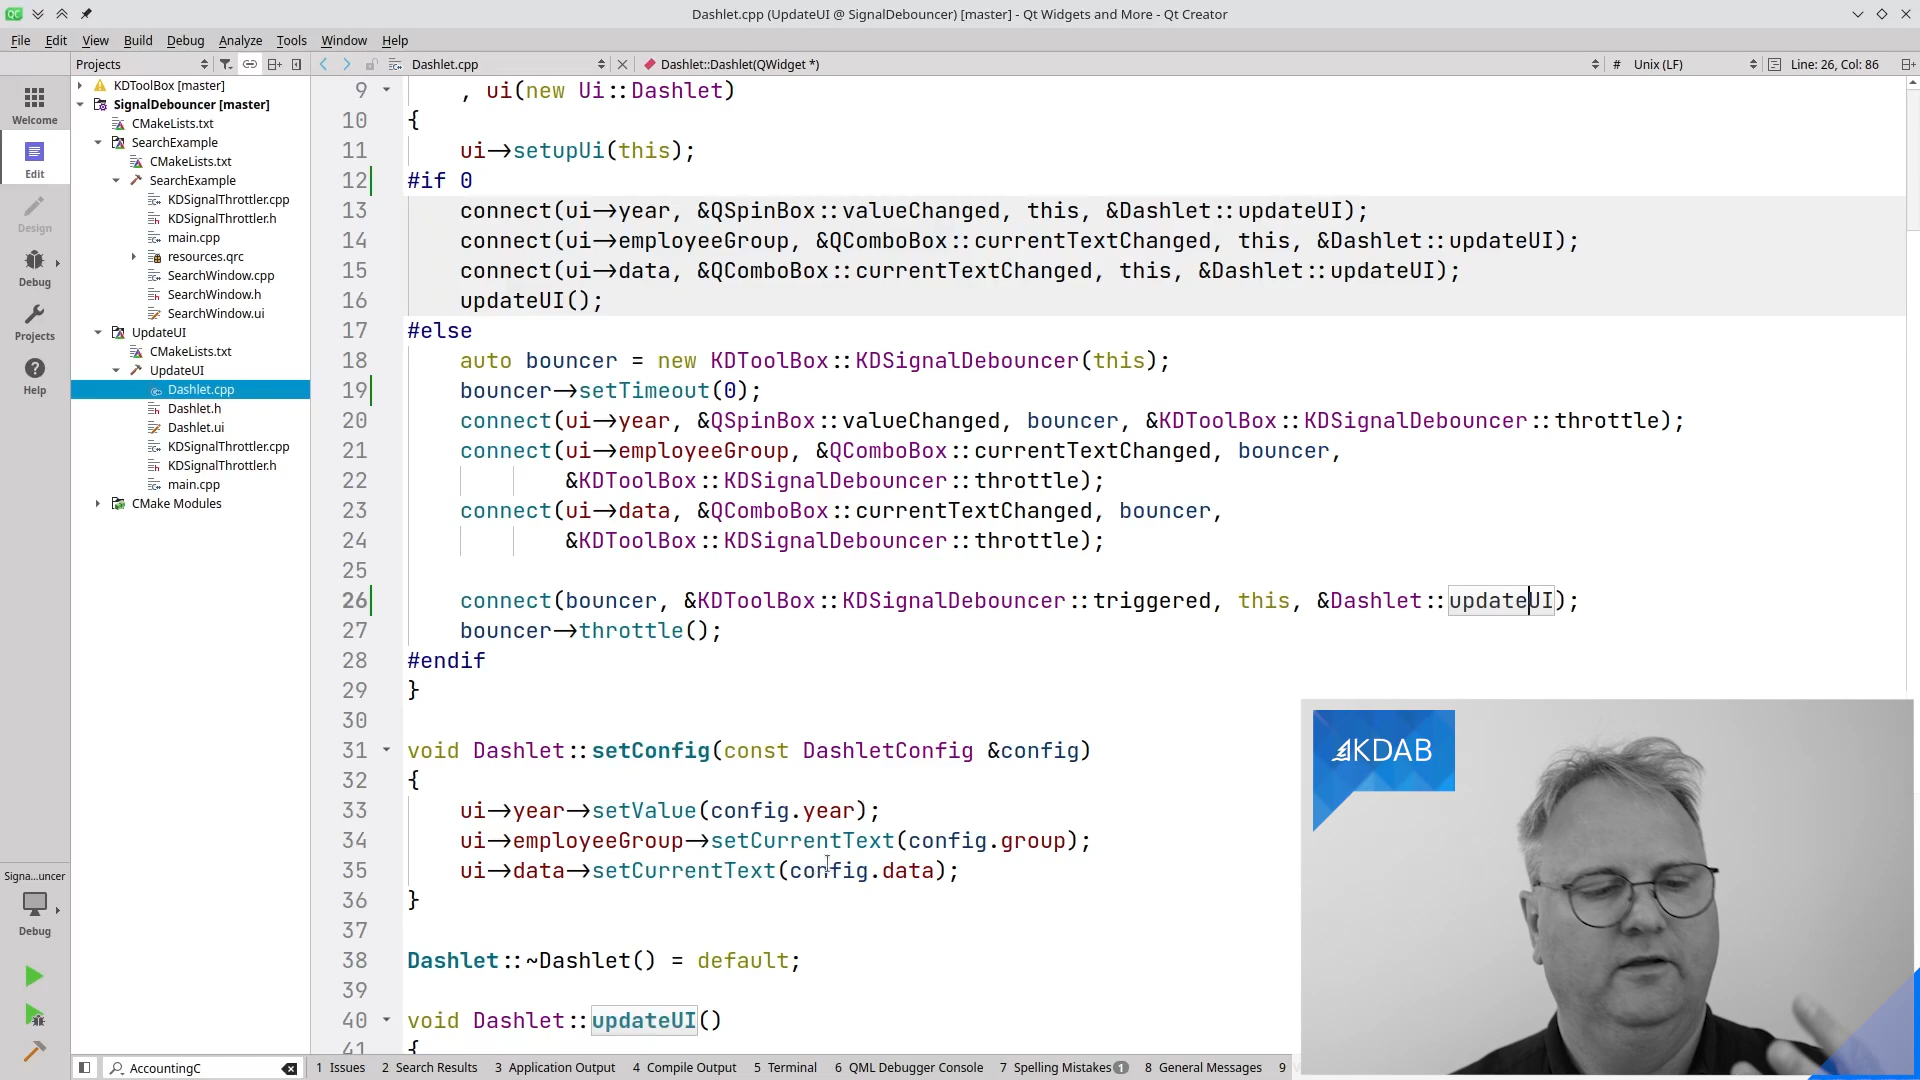 Dashlet.cpp (UpdateUI @ SignalDebouncer) [master] - Qt Widgets and More - Qt Creator
File Edit View Build Debug Analyze Tools Window Help
Projects
Dashlet.cpp
Dashlet::Dashlet(QWidget *)
# Unix (LF)
Line: 26, Col: 86
Welcome
Edit
Design
Debug
Projects
Help
Signa...uncer
Debug
KDToolBox [master]
SignalDebouncer [master]
CMakeLists.txt
SearchExample
CMakeLists.txt
SearchExample
KDSignalThrottler.cpp
KDSignalThrottler.h
main.cpp
resources.qrc
SearchWindow.cpp
SearchWindow.h
SearchWindow.ui
UpdateUI
CMakeLists.txt
UpdateUI
Dashlet.cpp
Dashlet.h
Dashlet.ui
KDSignalThrottler.cpp
KDSignalThrottler.h
main.cpp
CMake Modules
9 , ui(new Ui::Dashlet)
10 {
11 ui->setupUi(this);
12 #if 0
13 connect(ui->year, &QSpinBox::valueChanged, this, &Dashlet::updateUI);
14 connect(ui->employeeGroup, &QComboBox::currentTextChanged, this, &Dashlet::updateUI);
15 connect(ui->data, &QComboBox::currentTextChanged, this, &Dashlet::updateUI);
16 updateUI();
17 #else
18 auto bouncer = new KDToolBox::KDSignalDebouncer(this);
19 bouncer->setTimeout(0);
20 connect(ui->year, &QSpinBox::valueChanged, bouncer, &KDToolBox::KDSignalDebouncer::throttle);
21 connect(ui->employeeGroup, &QComboBox::currentTextChanged, bouncer,
22 &KDToolBox::KDSignalDebouncer::throttle);
23 connect(ui->data, &QComboBox::currentTextChanged, bouncer,
24 &KDToolBox::KDSignalDebouncer::throttle);
25
26 connect(bouncer, &KDToolBox::KDSignalDebouncer::triggered, this, &Dashlet::updateUI);
27 bouncer->throttle();
28 #endif
29 }
30
31 void Dashlet::setConfig(const DashletConfig &config)
32 {
33 ui->year->setValue(config.year);
34 ui->employeeGroup->setCurrentText(config.group);
35 ui->data->setCurrentText(config.data);
36 }
37
38 Dashlet::~Dashlet() = default;
39
40 void Dashlet::updateUI()
41 {
KDAB
AccountingC
1 Issues 2 Search Results 3 Application Output 4 Compile Output 5 Terminal 6 QML Debugger Console 7 Spelling Mistakes 1 8 General Messages 9